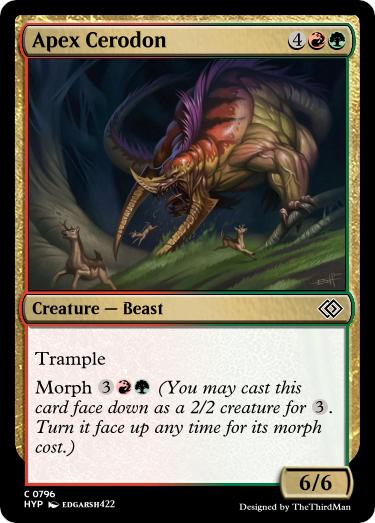 Apex Cerodon 4
Creature — Beast
Trample
Morph 3 (You may cast this
card face down as a 2/2 creature for 3.
Turn it face up any time for its morph
cost.)
6/6
C 0796
HYP EDGARSH422
Designed by TheThirdMan